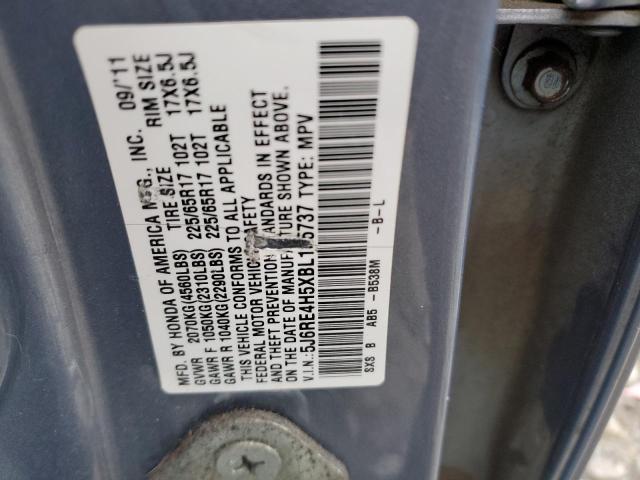 MFD. BY HONDA OF AMERICA MFG., INC. 09/'11
TIRE SIZE RIM SIZE
GVWR 2070KG(4560LBS)
GAWR F 1050KG(2310LBS) 225/65R17 102T 17X6.5J
GAWR R 1040KG(2290LBS) 225/65R17 102T 17X6.5J
THIS VEHICLE CONFORMS TO ALL APPLICABLE
FEDERAL MOTOR VEHICLE SAFETY
AND THEFT PREVENTION STANDARDS IN EFFECT
ON THE DATE OF MANUFACTURE SHOWN ABOVE.
V.I.N.: TYPE: MPV
SXS B AB5 -B538M -B-L